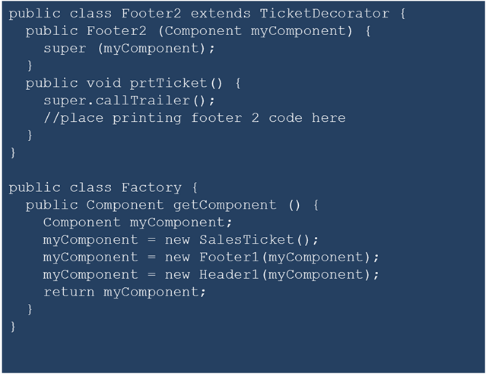 public class Footer2 extends TicketDecorator {
public Footer2 (Component myComponent) {
super (myComponent);
}
public void prtTicket() {
super.callTrailer();
//place printing footer 2 code here
}
}
public class Factory {
public Component getComponent () {
Component myComponent;
myComponent = new SalesTicket();
myComponent = new Footer1(myComponent);
myComponent = new Header1(myComponent);
return myComponent;
}
}